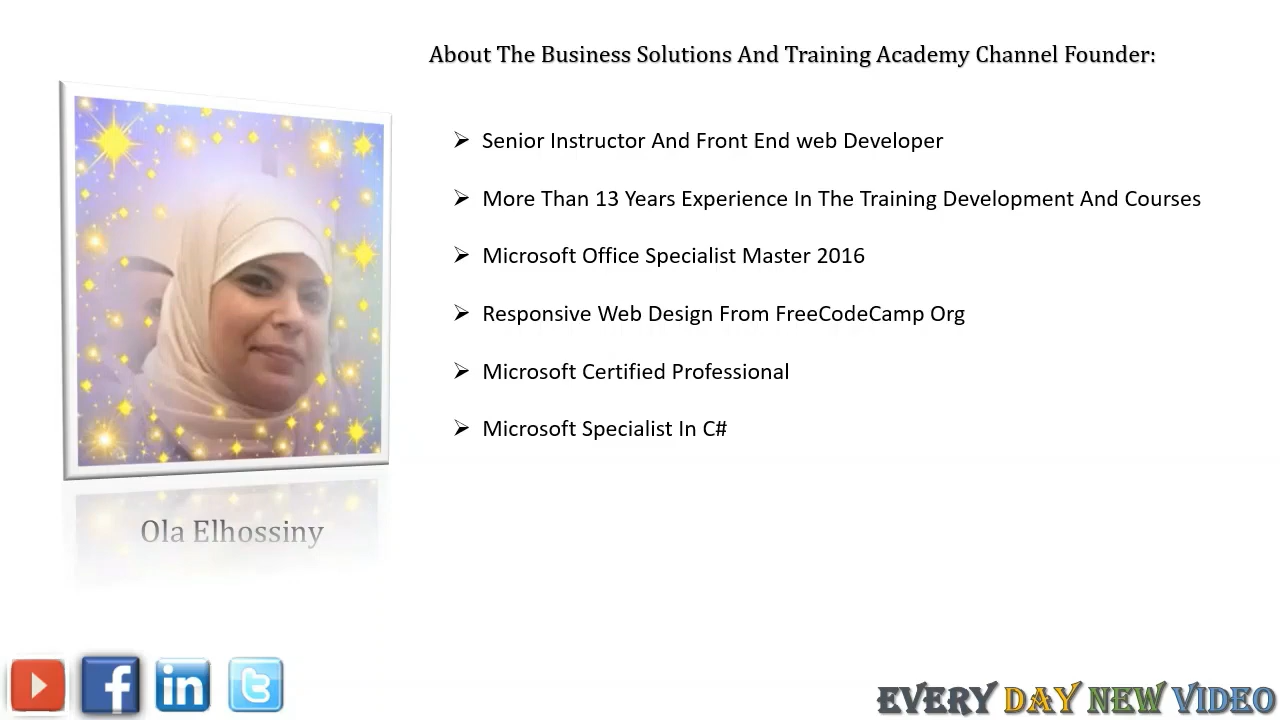 About The Business Solutions And Training Academy Channel Founder:
Senior Instructor And Front End web Developer
More Than 13 Years Experience In The Training Development And Courses
Microsoft Office Specialist Master 2016
Responsive Web Design From FreeCodeCamp Org
Microsoft Certified Professional
Microsoft Specialist In C#
Ola Elhossiny
EVERY DAY NEW VIDEO